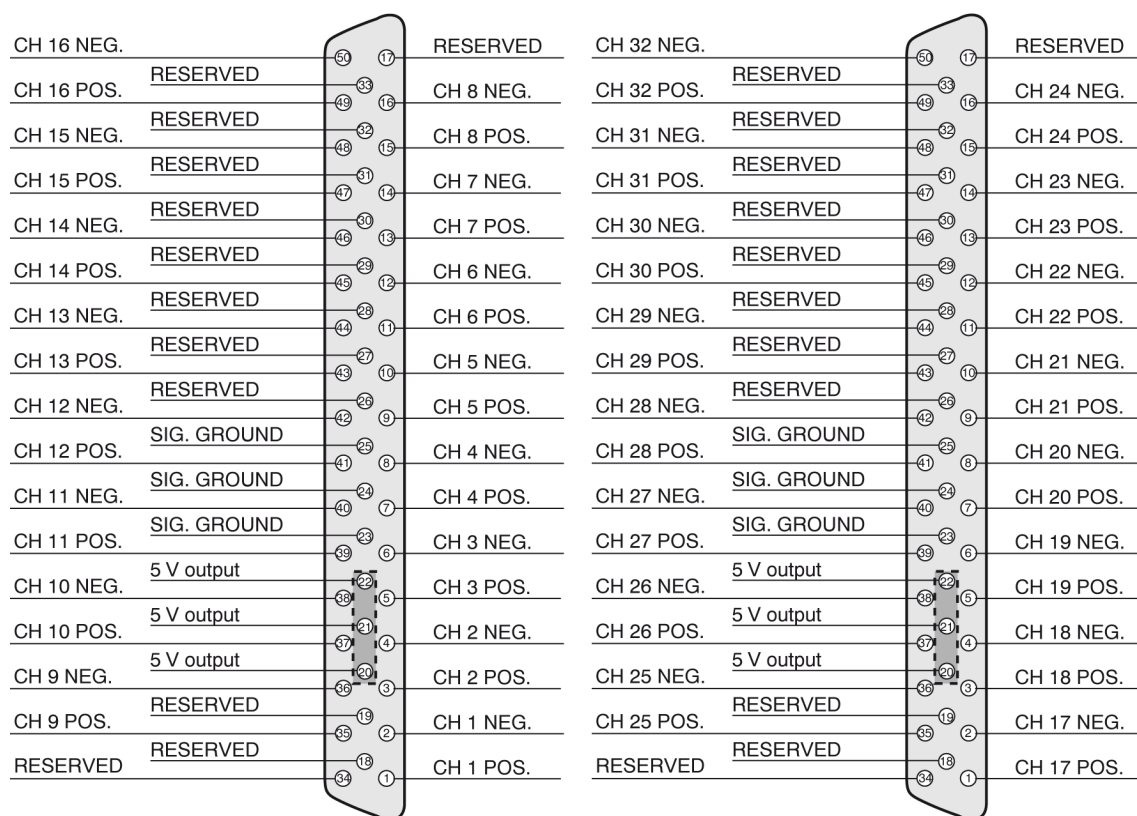 CH 16 NEG. 50 17 RESERVED
RESERVED 33
CH 16 POS. 49 16 CH 8 NEG.
RESERVED 32
CH 15 NEG. 48 15 CH 8 POS.
RESERVED 31
CH 15 POS. 47 14 CH 7 NEG.
RESERVED 30
CH 14 NEG. 46 13 CH 7 POS.
RESERVED 29
CH 14 POS. 45 12 CH 6 NEG.
RESERVED 28
CH 13 NEG. 44 11 CH 6 POS.
RESERVED 27
CH 13 POS. 43 10 CH 5 NEG.
RESERVED 26
CH 12 NEG. 42 9 CH 5 POS.
SIG. GROUND 25
CH 12 POS. 41 8 CH 4 NEG.
SIG. GROUND 24
CH 11 NEG. 40 7 CH 4 POS.
SIG. GROUND 23
CH 11 POS. 39 6 CH 3 NEG.
5 V output 22
CH 10 NEG. 38 5 CH 3 POS.
5 V output 21
CH 10 POS. 37 4 CH 2 NEG.
5 V output 20
CH 9 NEG. 36 3 CH 2 POS.
RESERVED 19
CH 9 POS. 35 2 CH 1 NEG.
RESERVED 18
RESERVED 34 1 CH 1 POS.
CH 32 NEG. 50 17 RESERVED
RESERVED 33
CH 32 POS. 49 16 CH 24 NEG.
RESERVED 32
CH 31 NEG. 48 15 CH 24 POS.
RESERVED 31
CH 31 POS. 47 14 CH 23 NEG.
RESERVED 30
CH 30 NEG. 46 13 CH 23 POS.
RESERVED 29
CH 30 POS. 45 12 CH 22 NEG.
RESERVED 28
CH 29 NEG. 44 11 CH 22 POS.
RESERVED 27
CH 29 POS. 43 10 CH 21 NEG.
RESERVED 26
CH 28 NEG. 42 9 CH 21 POS.
SIG. GROUND 25
CH 28 POS. 41 8 CH 20 NEG.
SIG. GROUND 24
CH 27 NEG. 40 7 CH 20 POS.
SIG. GROUND 23
CH 27 POS. 39 6 CH 19 NEG.
5 V output 22
CH 26 NEG. 38 5 CH 19 POS.
5 V output 21
CH 26 POS. 37 4 CH 18 NEG.
5 V output 20
CH 25 NEG. 36 3 CH 18 POS.
RESERVED 19
CH 25 POS. 35 2 CH 17 NEG.
RESERVED 18
RESERVED 34 1 CH 17 POS.